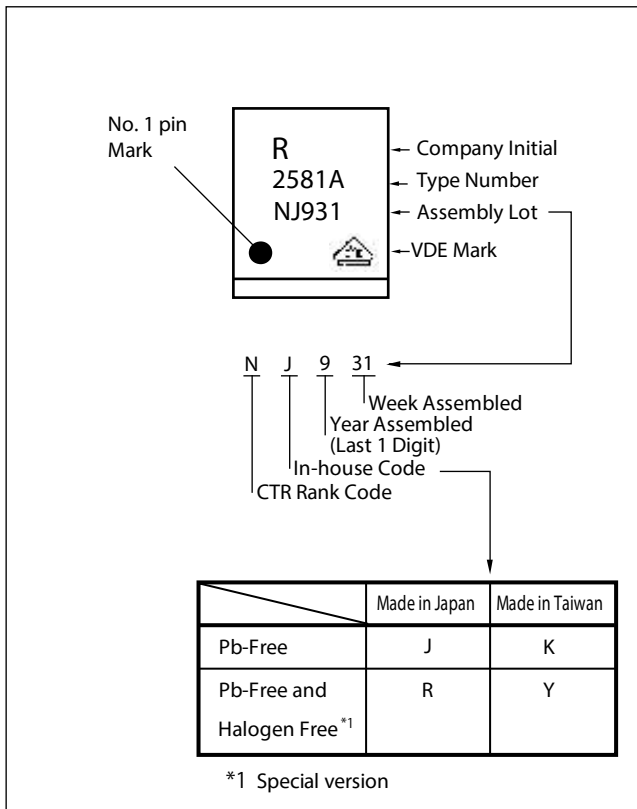 No. 1 pin
Mark
R
2581A
NJ931
Company Initial
Type Number
Assembly Lot
VDE Mark
N J 9 31
Week Assembled
Year Assembled
(Last 1 Digit)
In-house Code
CTR Rank Code
Made in Japan Made in Taiwan
Pb-Free J K
Pb-Free and R Y
Halogen Free *1
*1 Special version